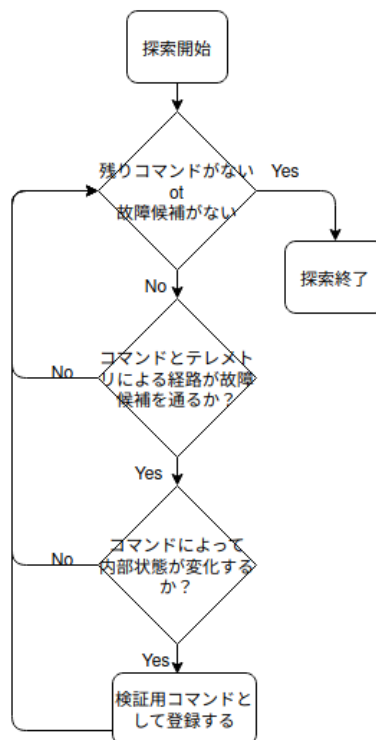 探索開始
残りコマンドがない
ot
故障候補がない
Yes
探索終了
No
コマンドとテレメト
リによる経路が故障
候補を通るか？
No
Yes
コマンドによって
内部状態が変化する
か？
No
Yes
検証用コマンドと
して登録する